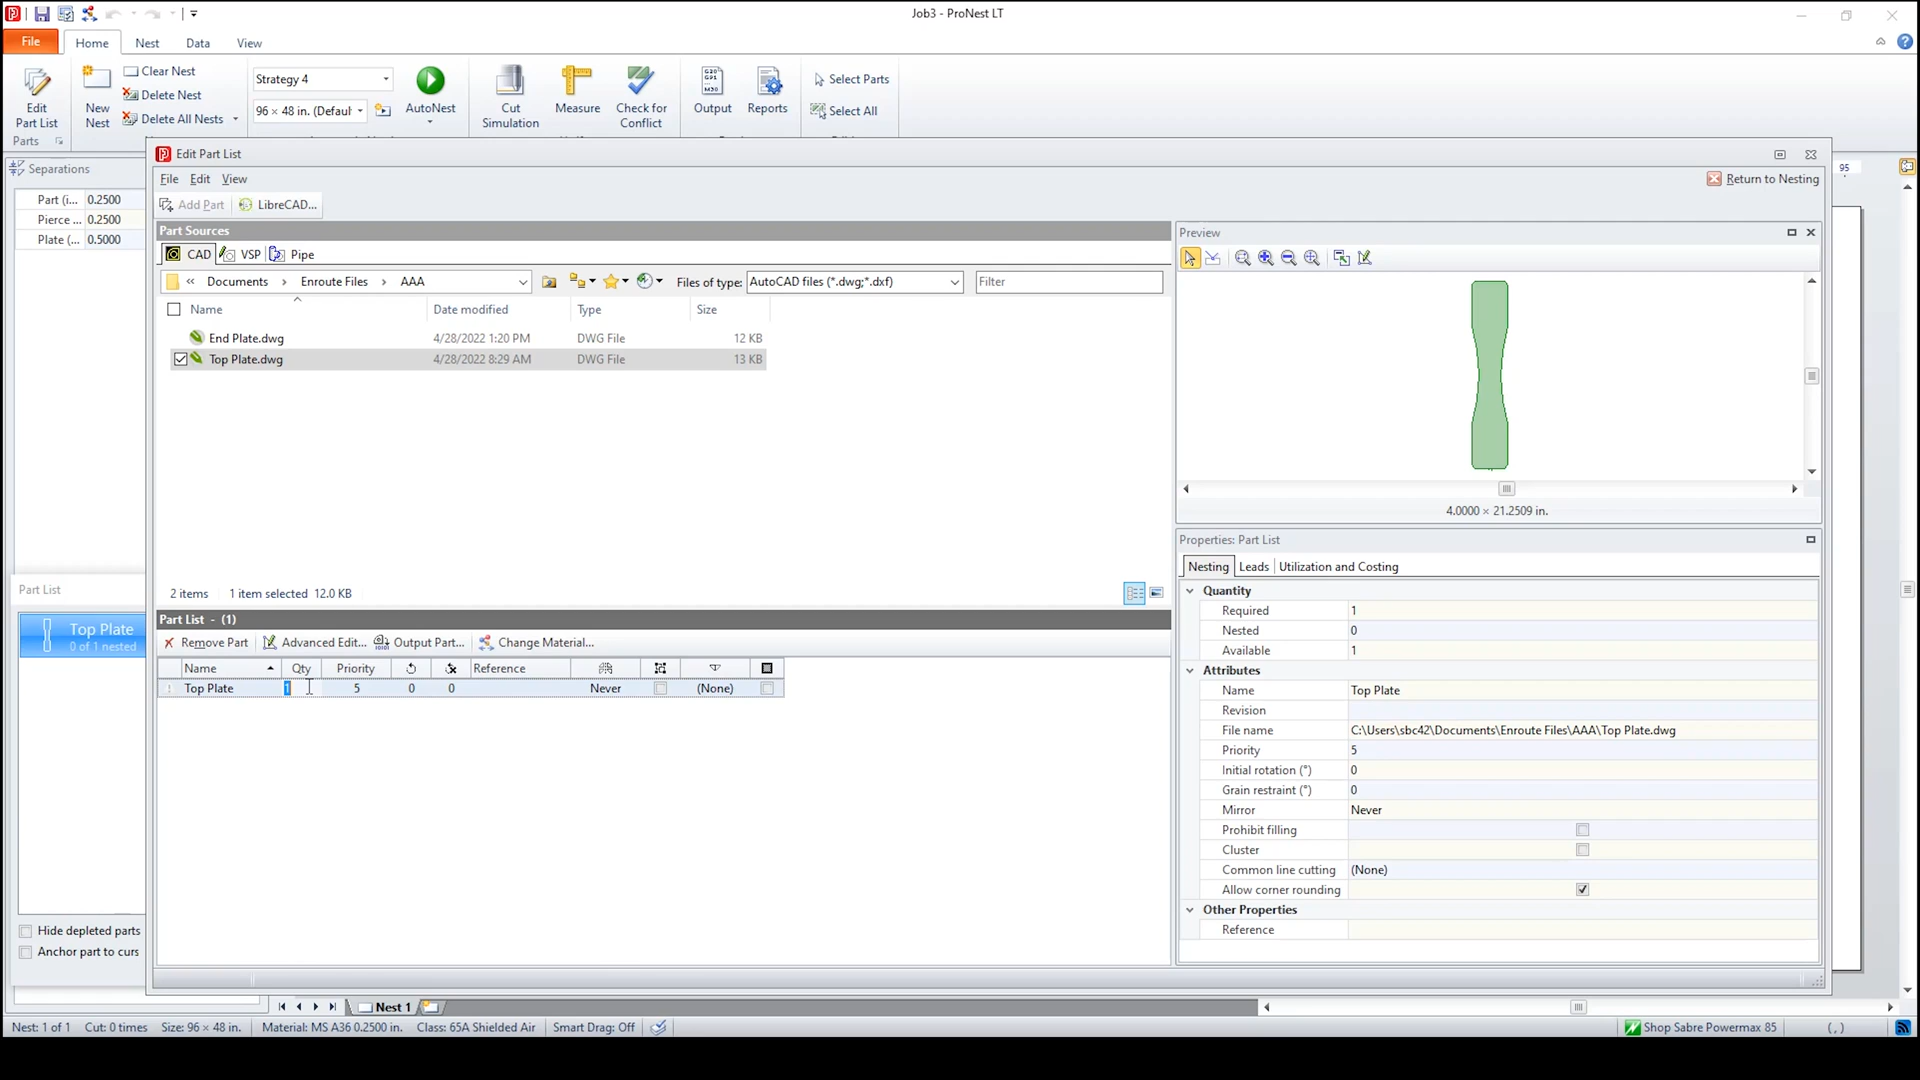 Job3 - ProNest LT
File Home Nest Data View
Edit Part List
New Nest
Clear Nest
Delete Nest
Delete All Nests
Strategy 4
96 × 48 in. (Defaul
AutoNest
Cut Simulation
Measure
Check for Conflict
Output
Reports
Select Parts
Select All
Parts
Edit Part List
Separations
95
File Edit View
Return to Nesting
Part (i... 0.2500
Pierce ... 0.2500
Plate (... 0.5000
Add Part LibreCAD...
Part Sources
CAD VSP Pipe
« Documents Enroute Files AAA
Files of type: AutoCAD files (*.dwg;*.dxf)
Filter
Name Date modified Type Size
End Plate.dwg 4/28/2022 1:20 PM DWG File 12 KB
Top Plate.dwg 4/28/2022 8:29 AM DWG File 13 KB
2 items 1 item selected 12.0 KB
Preview
4.0000 × 21.2509 in.
Part List
Top Plate
0 of 1 nested
Hide depleted parts
Anchor part to curs
Part List - (1)
Remove Part Advanced Edit... Output Part... Change Material...
Name Qty Priority Reference
Top Plate 1 5 0 0 Never (None)
Properties: Part List
Nesting Leads Utilization and Costing
Quantity
Required 1
Nested 0
Available 1
Attributes
Name Top Plate
Revision
File name C:\Users\sbc42\Documents\Enroute Files\AAA\Top Plate.dwg
Priority 5
Initial rotation (°) 0
Grain restraint (°) 0
Mirror Never
Prohibit filling
Cluster
Common line cutting (None)
Allow corner rounding
Other Properties
Reference
Nest 1
Nest: 1 of 1 Cut: 0 times Size: 96 × 48 in. Material: MS A36 0.2500 in. Class: 65A Shielded Air Smart Drag: Off Shop Sabre Powermax 85 ( , )